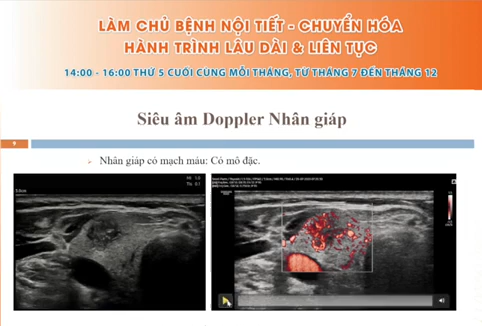 LÀM CHỦ BỆNH NỘI TIẾT - CHUYỂN HÓA
HÀNH TRÌNH LÂU DÀI & LIÊN TỤC
14:00 - 16:00 THỨ 5 CUỐI CÙNG MỖI THÁNG, TỪ THÁNG 7 ĐẾN THÁNG 12
Siêu âm Doppler Nhân giáp
9
➢ Nhân giáp có mạch máu: Có mô đặc.